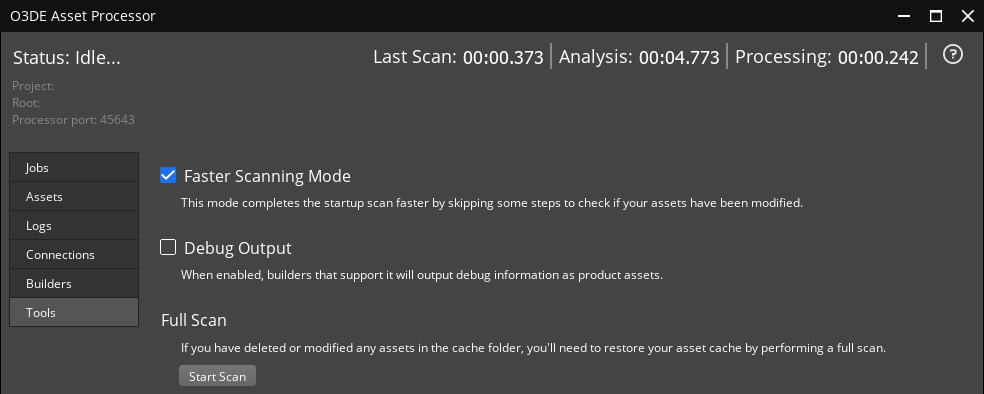 O3DE Asset Processor
Status: Idle...
Last Scan: 00:00.373 Analysis: 00:04.773 Processing: 00:00.242 ?
Project:
Root:
Processor port: 45643
Jobs
Assets
Logs
Connections
Builders
Tools
Faster Scanning Mode
This mode completes the startup scan faster by skipping some steps to check if your assets have been modified.
Debug Output
When enabled, builders that support it will output debug information as product assets.
Full Scan
If you have deleted or modified any assets in the cache folder, you'll need to restore your asset cache by performing a full scan.
Start Scan